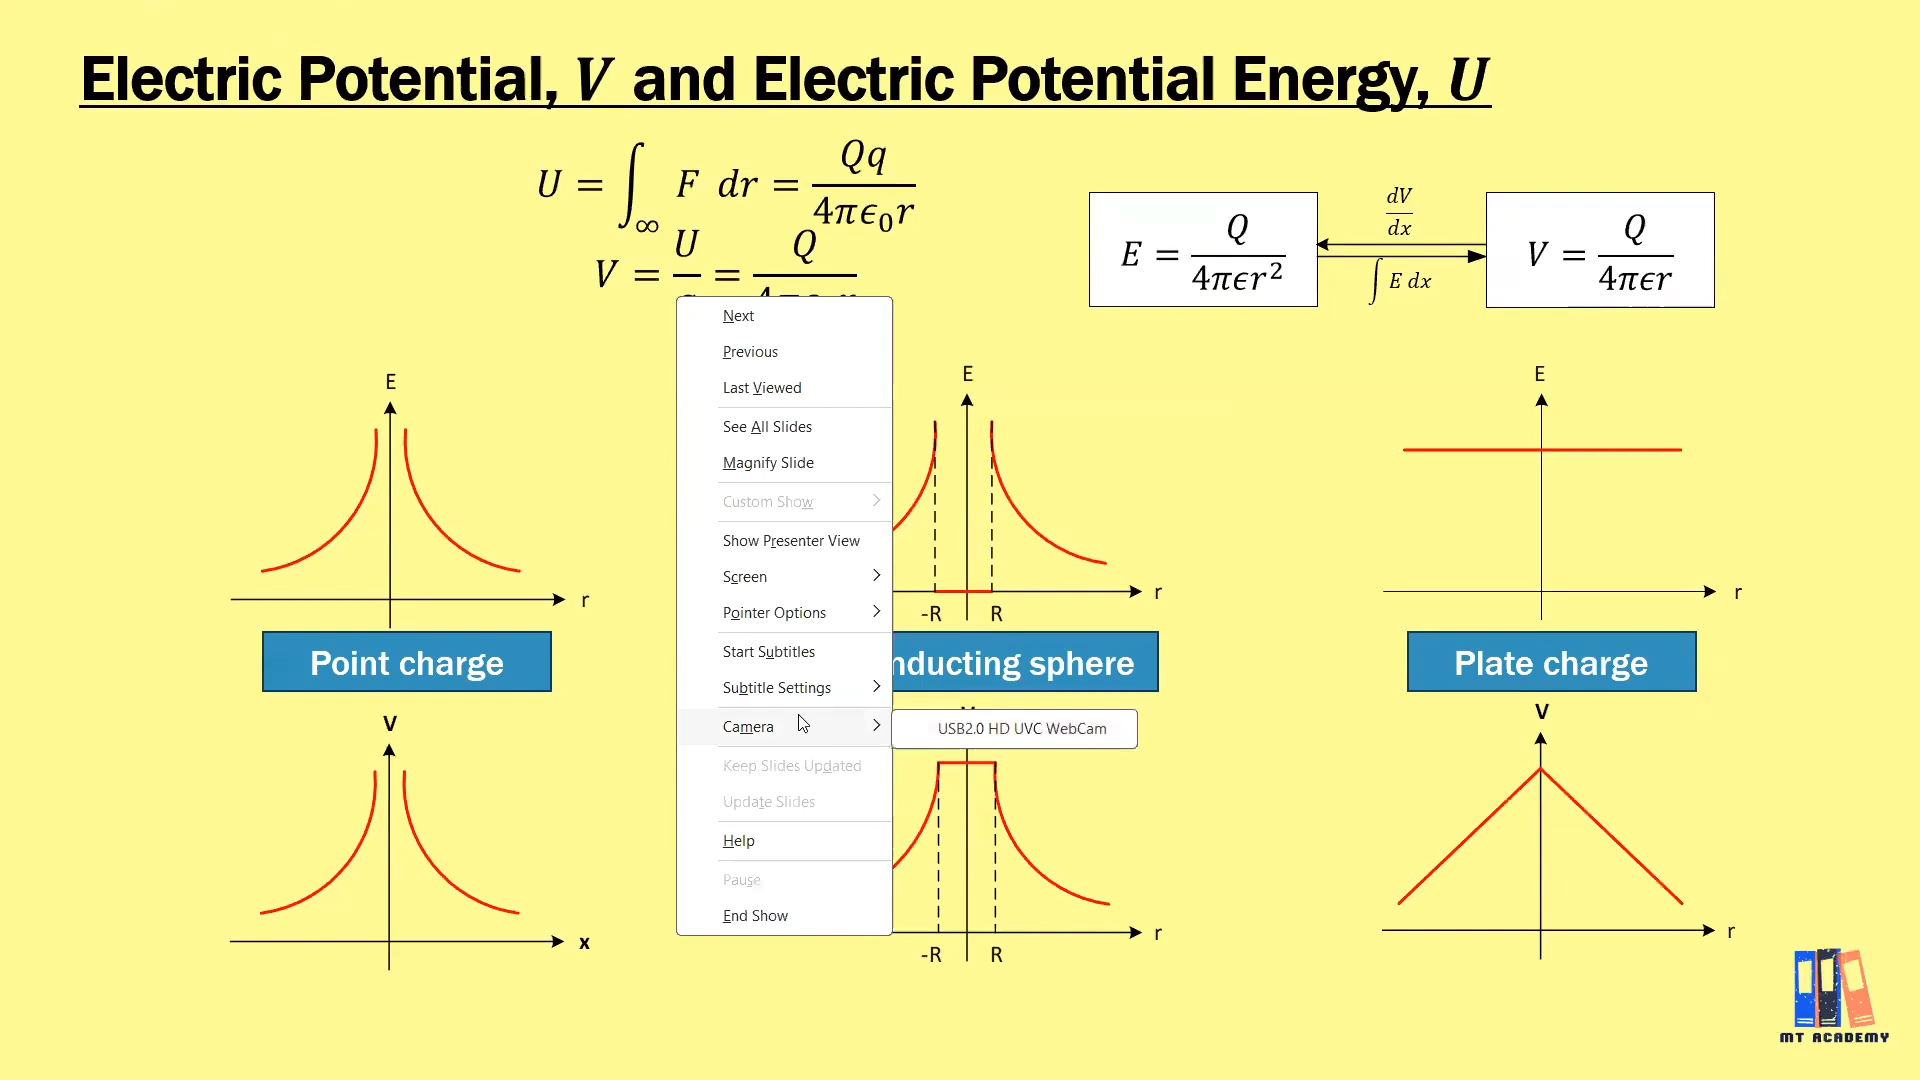 Electric Potential, V and Electric Potential Energy, U
U = ∫∞ F dr = Qq / 4πϵ₀r
V = U / = Q /
E = Q / 4πϵr²
dV / dx
∫ E dx
V = Q / 4πϵr
Next
Previous
Last Viewed
See All Slides
Magnify Slide
Custom Show
Show Presenter View
Screen
Pointer Options
Start Subtitles
Subtitle Settings
Camera
USB2.0 HD UVC WebCam
Keep Slides Updated
Update Slides
Help
Pause
End Show
E
r
E
-R
R
r
E
r
Point charge
nducting sphere
Plate charge
V
x
-R
R
r
V
r
MT ACADEMY